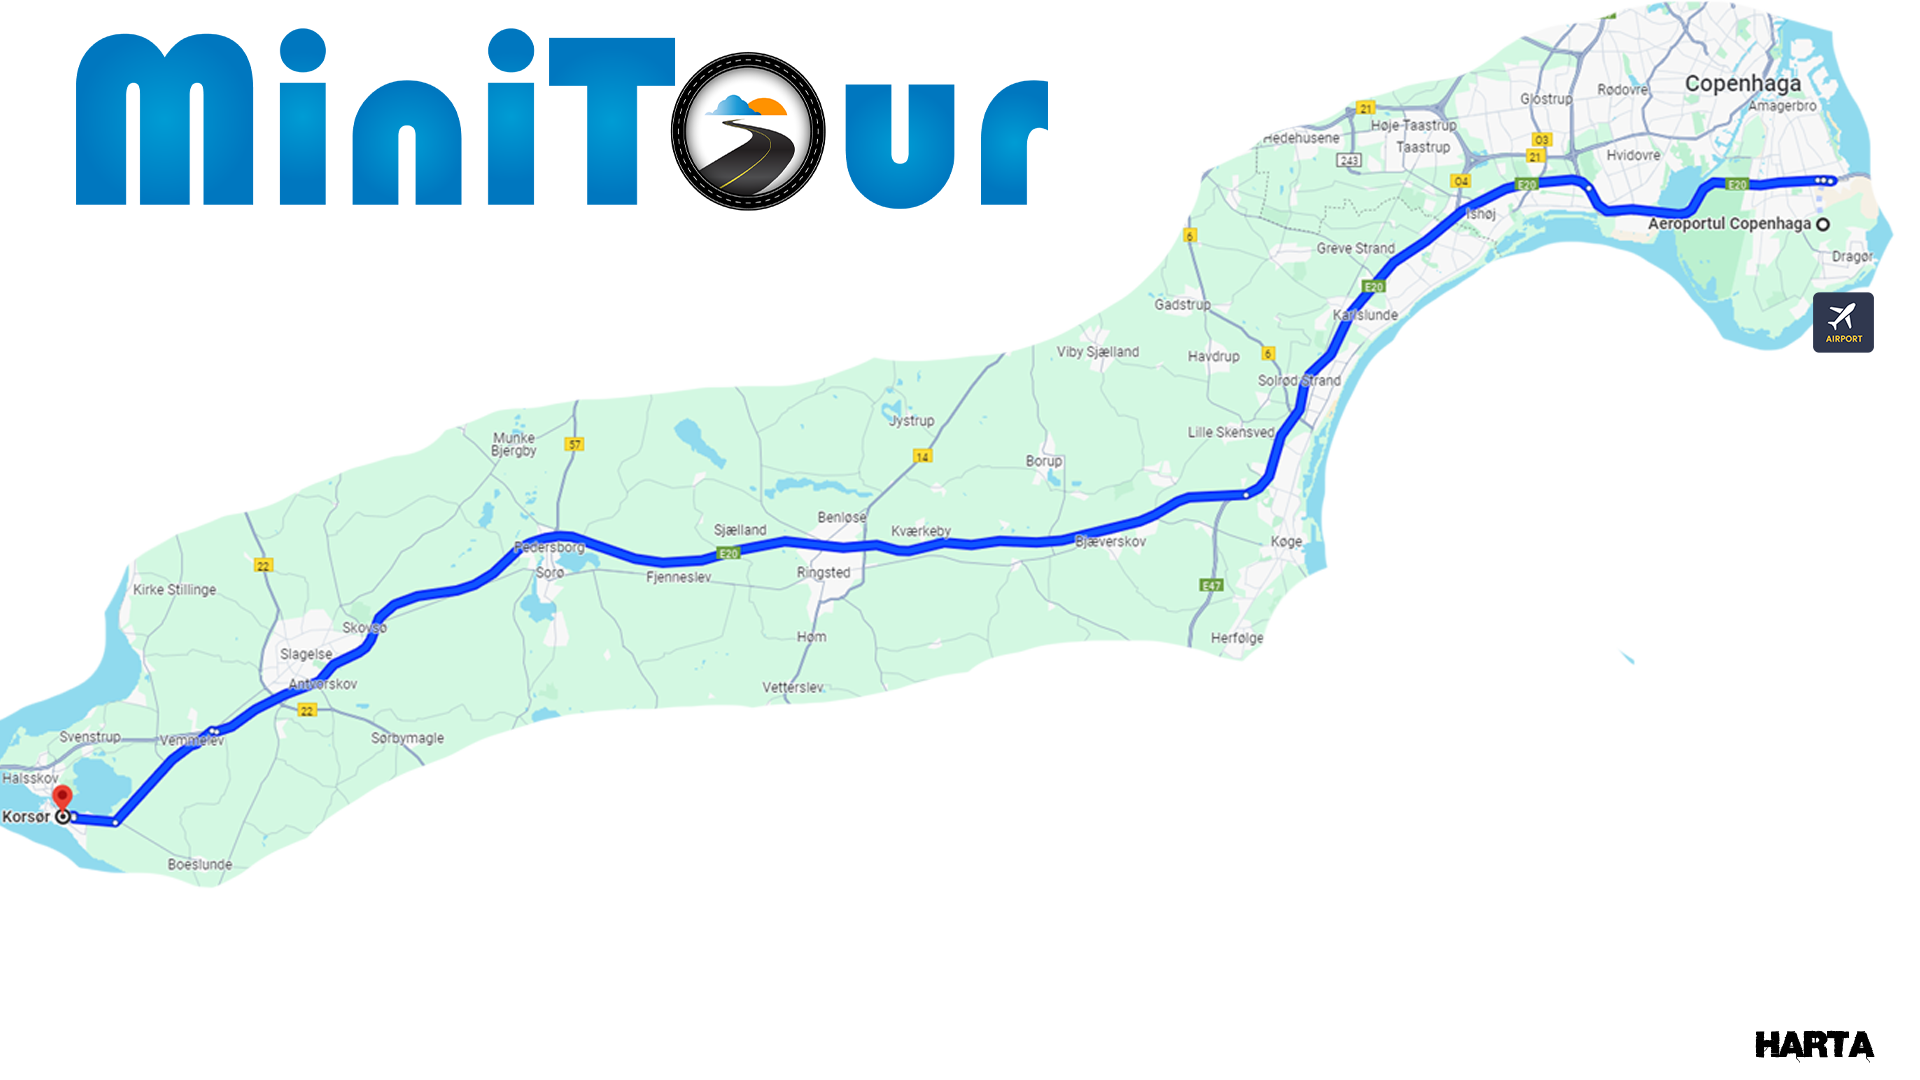 MiniTour
Copenhaga
Rødovre
Glostrup
Amagerbro
21
Høje Taastrup
Hedehusene
Taastrup
O3
21
243
Hvidovre
O4
E20
E20
Ishøj
Aeroportul Copenhaga
6
Greve Strand
Dragør
E20
Gadstrup
Karlslunde
AIRPORT
Viby Sjælland
Havdrup
6
Solrød Strand
Jystrup
Lille Skensved
Munke
Bjergby
57
14
Borup
Benløse
Sjælland
Kværkeby
Pedersborg
E20
Bjæverskov
Køge
22
Sorø
Fjenneslev
Ringsted
E47
Kirke Stillinge
Skovsø
Høm
Herfølge
Slagelse
Antvorskov
Vetterslev
22
Svenstrup
Vemmelev
Sørbymagle
Halsskov
Korsør
Boeslunde
HARTA